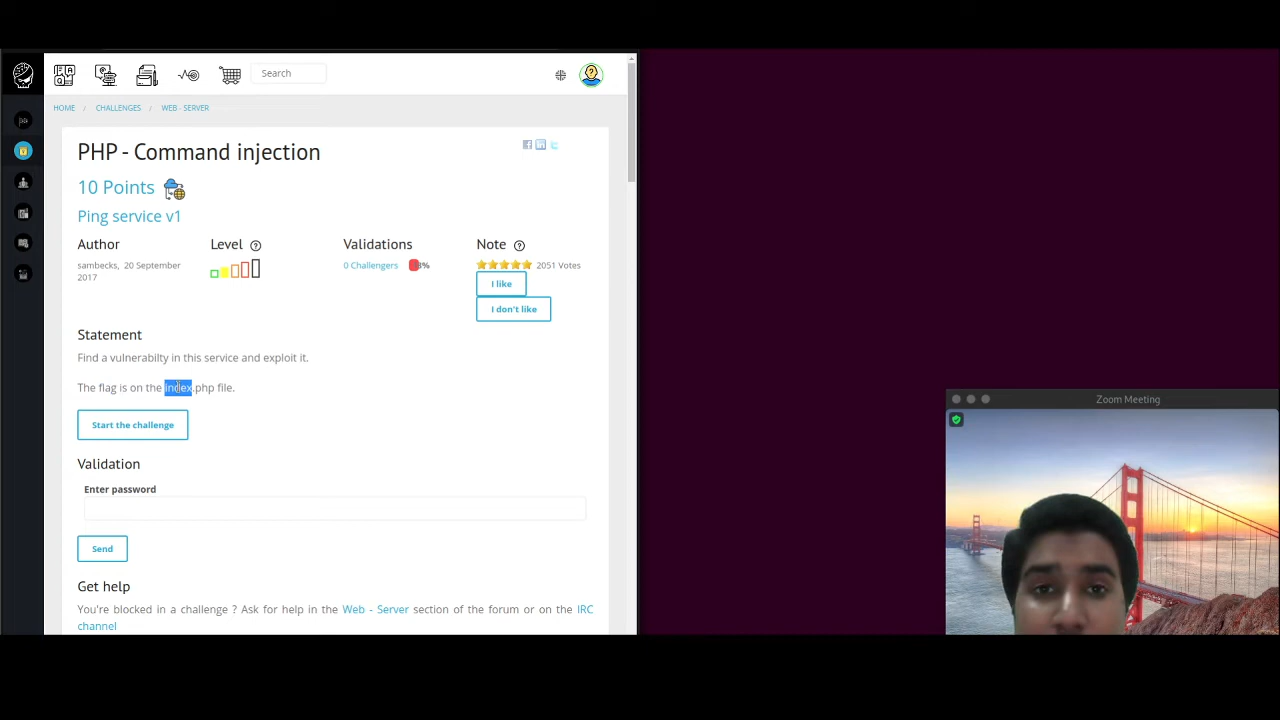 Search
HOME / CHALLENGES / WEB - SERVER
PHP - Command injection
10 Points
Ping service v1
Author Level Validations Note
sambecks, 20 September 2017
0 Challengers
2051 Votes
I like
I don't like
Statement
Find a vulnerabilty in this service and exploit it.
The flag is on the index.php file.
Start the challenge
Validation
Enter password
Send
Get help
You're blocked in a challenge ? Ask for help in the Web - Server section of the forum or on the IRC
channel
Zoom Meeting